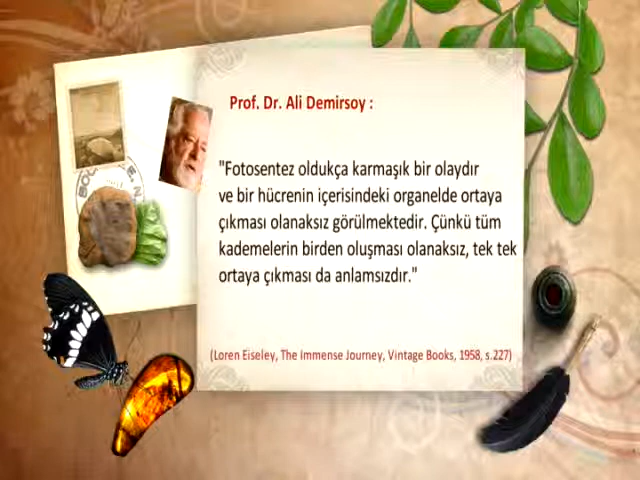 Prof. Dr. Ali Demirsoy :
"Fotosentez oldukça karmaşık bir olaydır
ve bir hücrenin içerisindeki organelde ortaya
çıkması olanaksız görülmektedir. Çünkü tüm
kademelerin birden oluşması olanaksız, tek tek
ortaya çıkması da anlamsızdır."
(Loren Eiseley, The Immense Journey, Vintage Books, 1958, s.227)